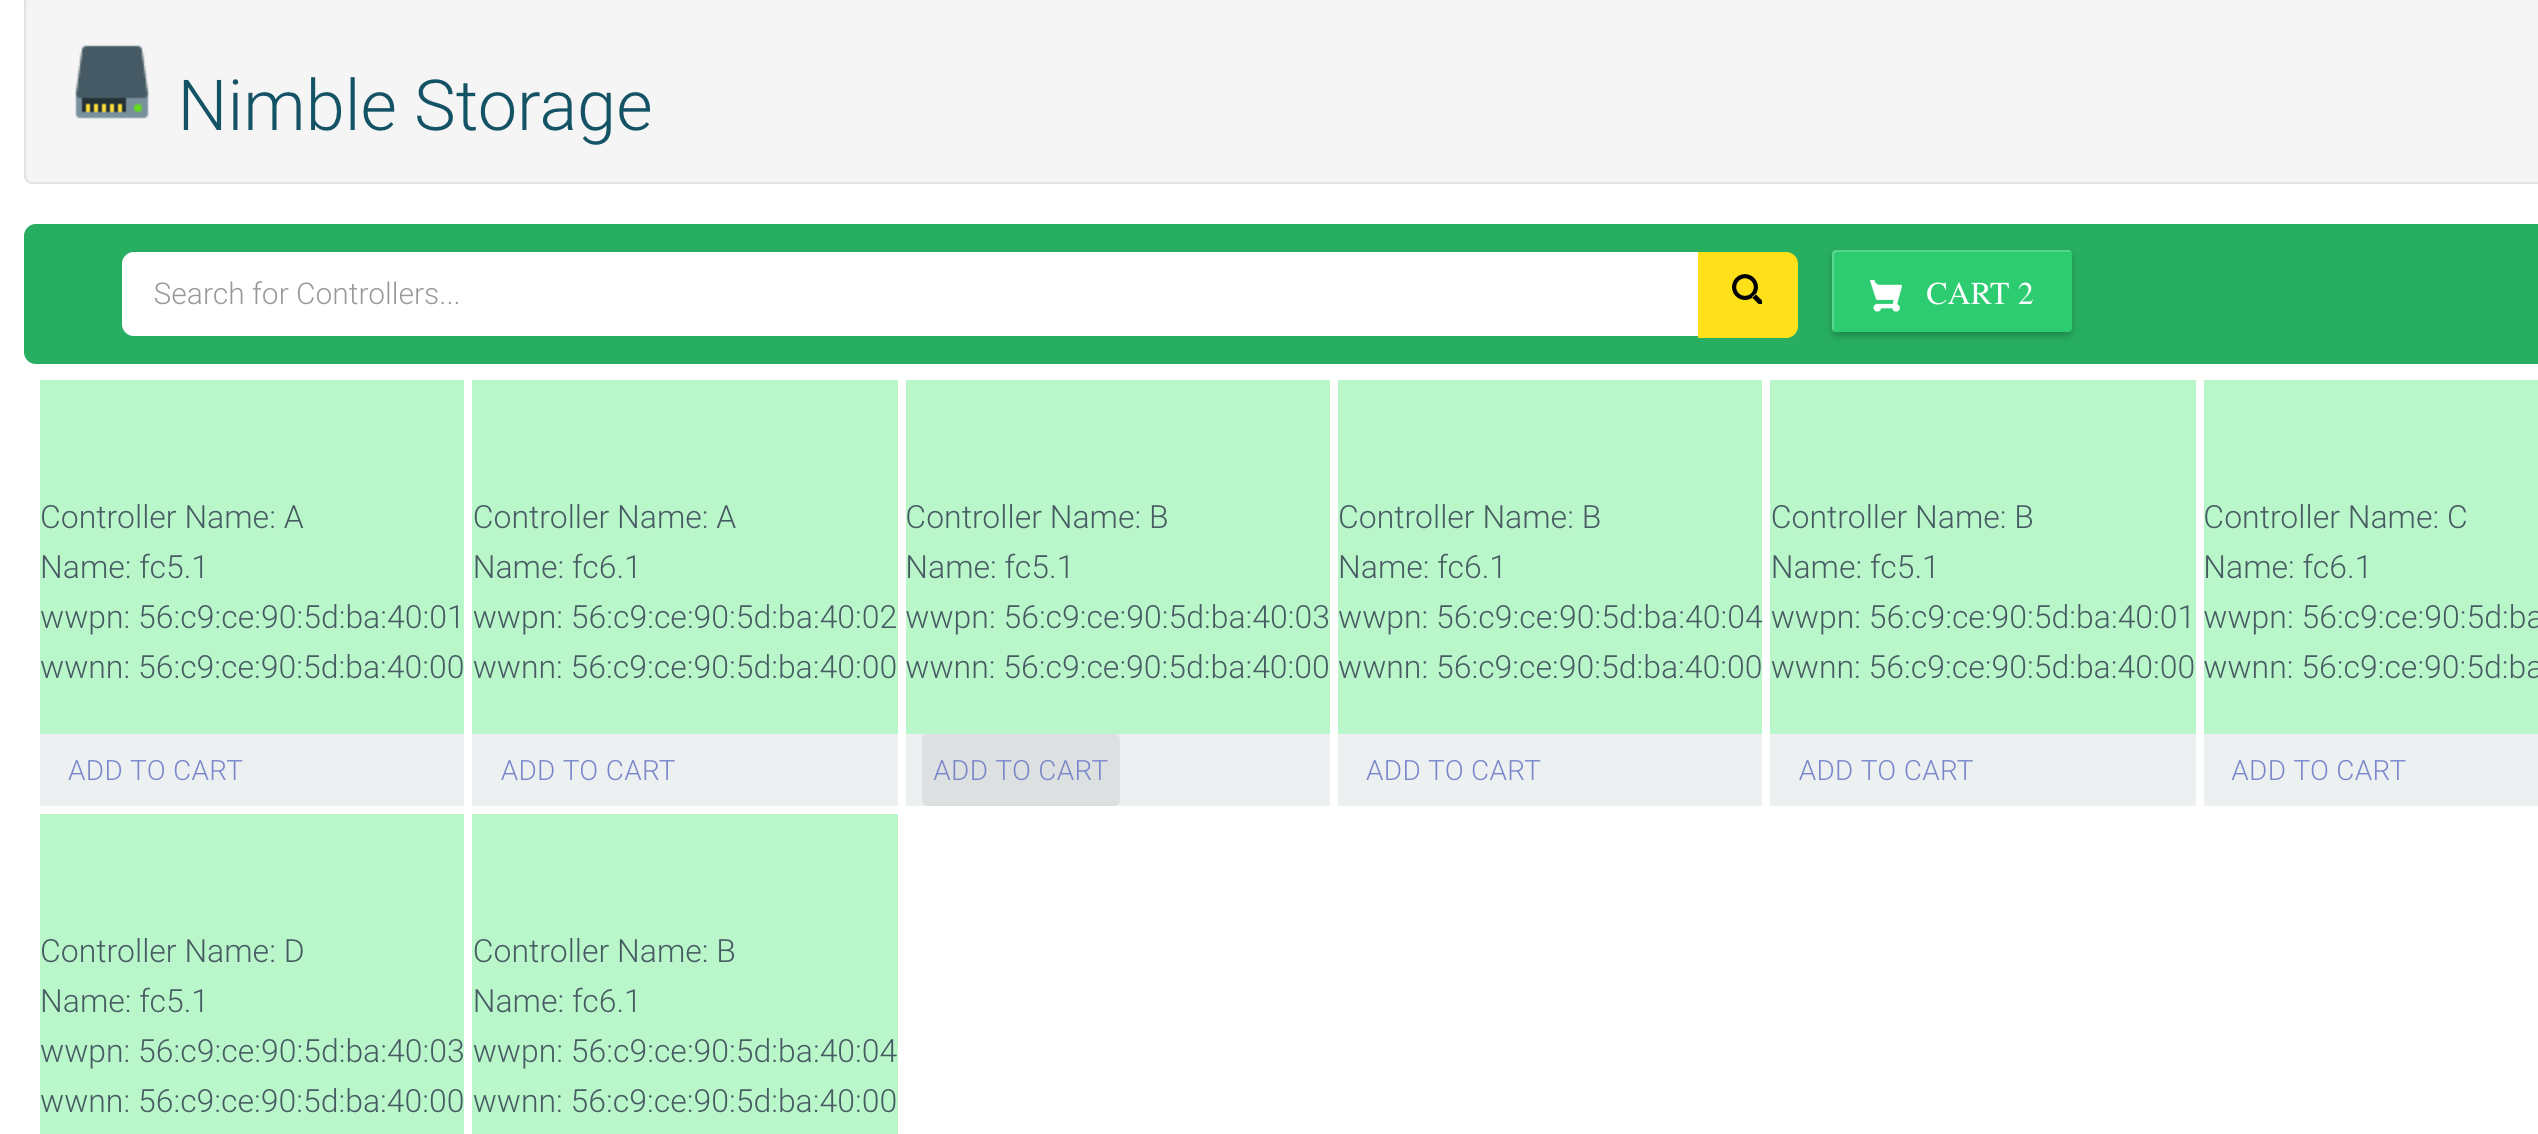 Nimble Storage
Search for Controllers...
CART 2
Controller Name: A
Name: fc5.1
wwpn: 56:c9:ce:90:5d:ba:40:01
wwnn: 56:c9:ce:90:5d:ba:40:00
ADD TO CART
Controller Name: A
Name: fc6.1
wwpn: 56:c9:ce:90:5d:ba:40:02
wwnn: 56:c9:ce:90:5d:ba:40:00
ADD TO CART
Controller Name: B
Name: fc5.1
wwpn: 56:c9:ce:90:5d:ba:40:03
wwnn: 56:c9:ce:90:5d:ba:40:00
ADD TO CART
Controller Name: B
Name: fc6.1
wwpn: 56:c9:ce:90:5d:ba:40:04
wwnn: 56:c9:ce:90:5d:ba:40:00
ADD TO CART
Controller Name: B
Name: fc5.1
wwpn: 56:c9:ce:90:5d:ba:40:01
wwnn: 56:c9:ce:90:5d:ba:40:00
ADD TO CART
Controller Name: C
Name: fc6.1
wwpn: 56:c9:ce:90:5d:ba
wwnn: 56:c9:ce:90:5d:ba
ADD TO CART
Controller Name: D
Name: fc5.1
wwpn: 56:c9:ce:90:5d:ba:40:03
wwnn: 56:c9:ce:90:5d:ba:40:00
Controller Name: B
Name: fc6.1
wwpn: 56:c9:ce:90:5d:ba:40:04
wwnn: 56:c9:ce:90:5d:ba:40:00